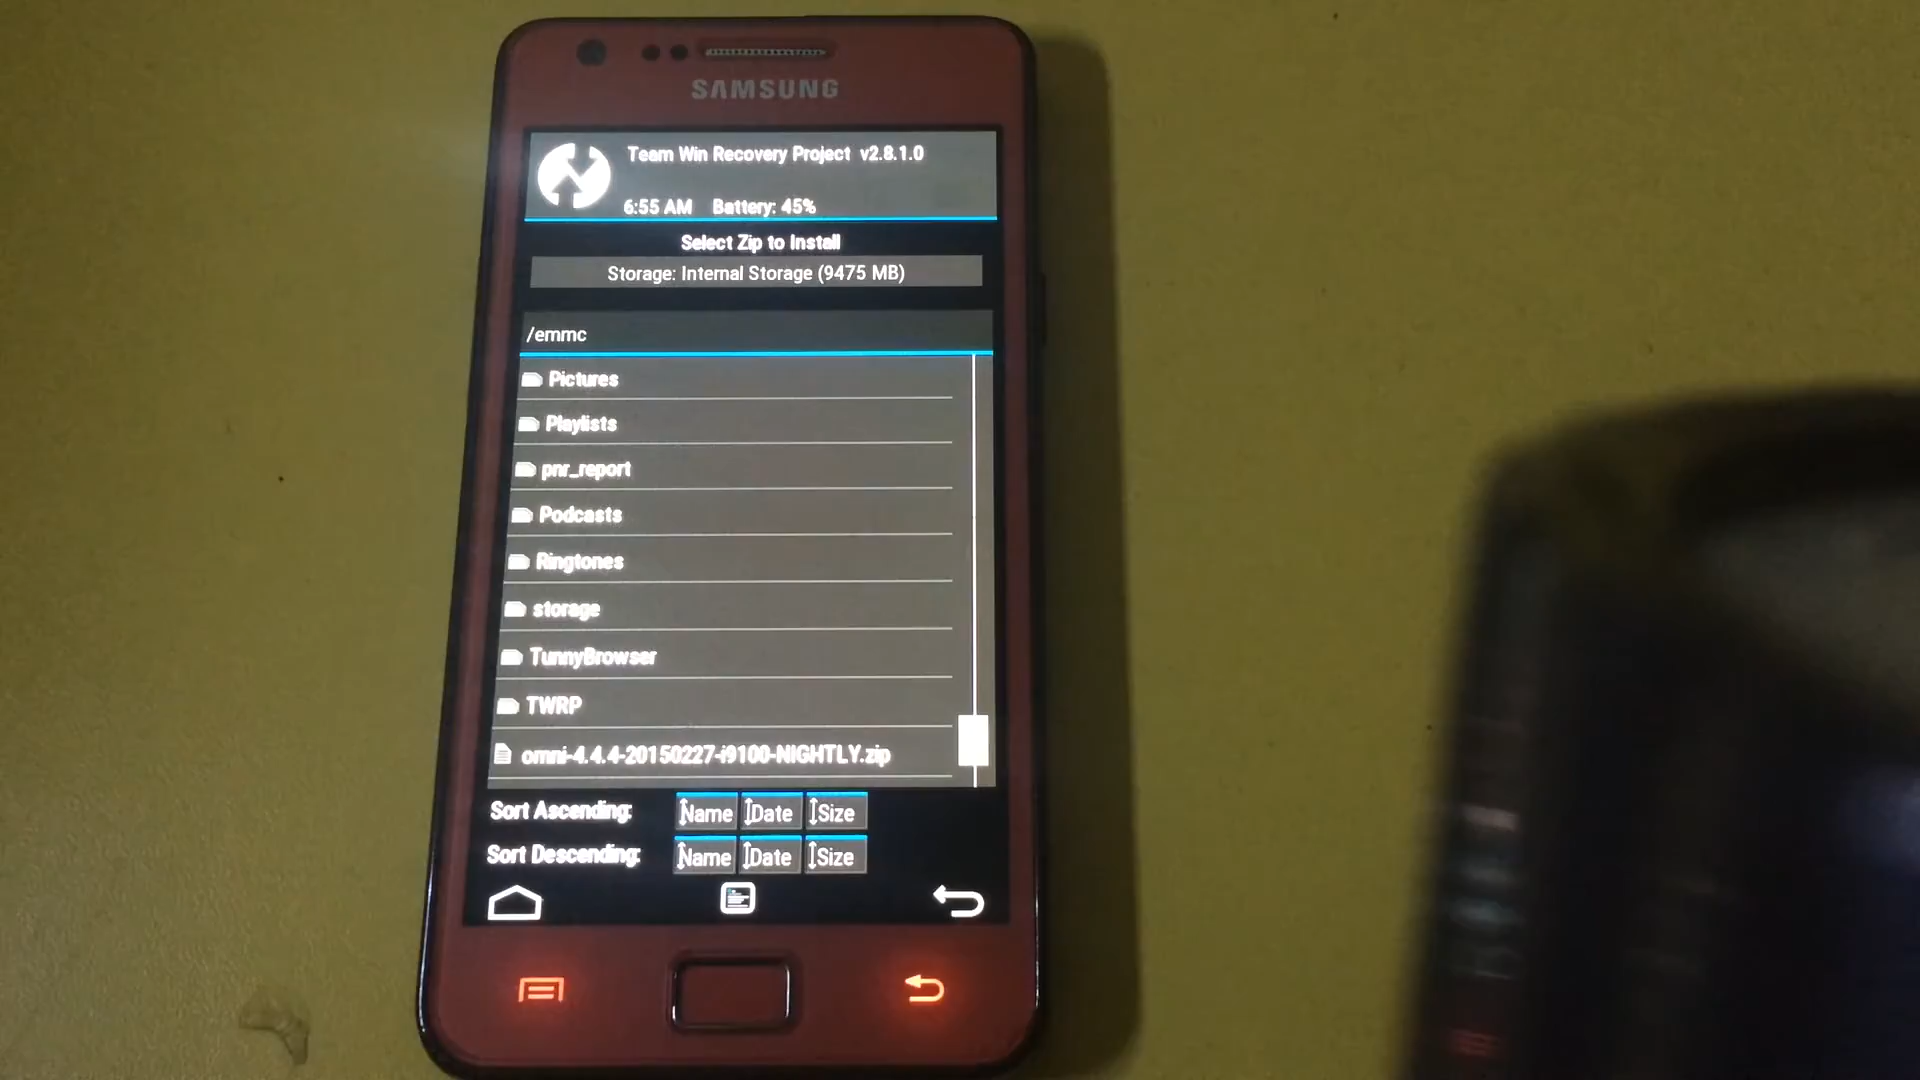 SAMSUNG
Team Win Recovery Project v2.8.1.0
6:55 AM Battery: 45%
Select Zip to Install
Storage: Internal Storage (9475 MB)
/emmc
Pictures
Playlists
pnr_report
Podcasts
Ringtones
storage
TunnyBrowser
TWRP
omni-4.4.4-20150227-i9100-NIGHTLY.zip
Sort Ascending: Name Date Size
Sort Descending: Name Date Size